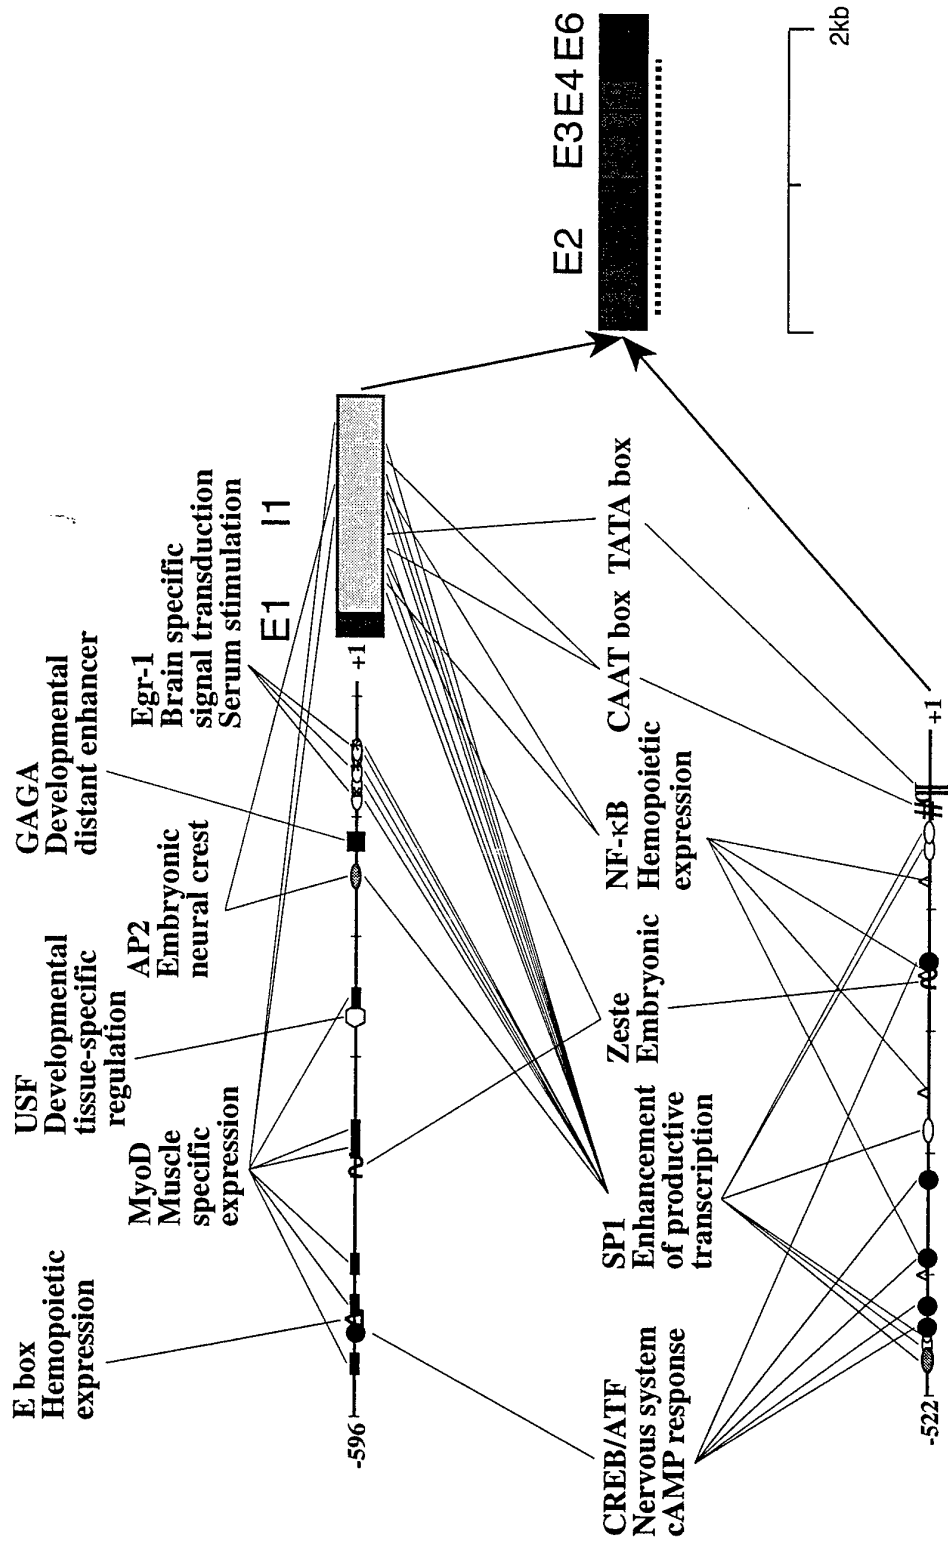 E box
Hemopoietic
expression
USF
Developmental
tissue-specific
regulation
GAGA
Developmental
distant enhancer
MyoD
Muscle
specific
expression
AP2
Embryonic
neural crest
Egr-1
Brain specific
signal transduction
Serum stimulation
E1 I1
-596
+1
E2 E3 E4 E6
CREB/ATF
Nervous system
cAMP response
SP1
Enhancement
of productive
transcription
Zeste
Embryonic
NF-κB
Hemopoietic
expression
CAAT box TATA box
2kb
-522
+1